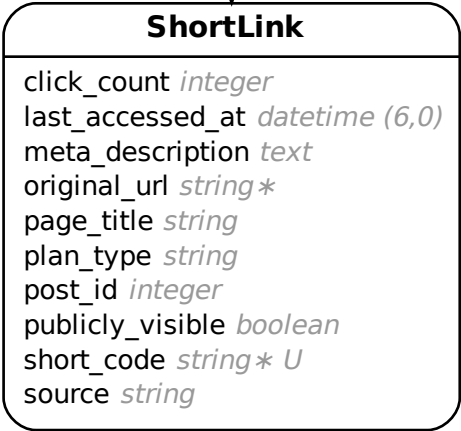 ShortLink
click_count integer
last_accessed_at datetime (6,0)
meta_description text
original_url string∗
page_title string
plan_type string
post_id integer
publicly_visible boolean
short_code string∗ U
source string